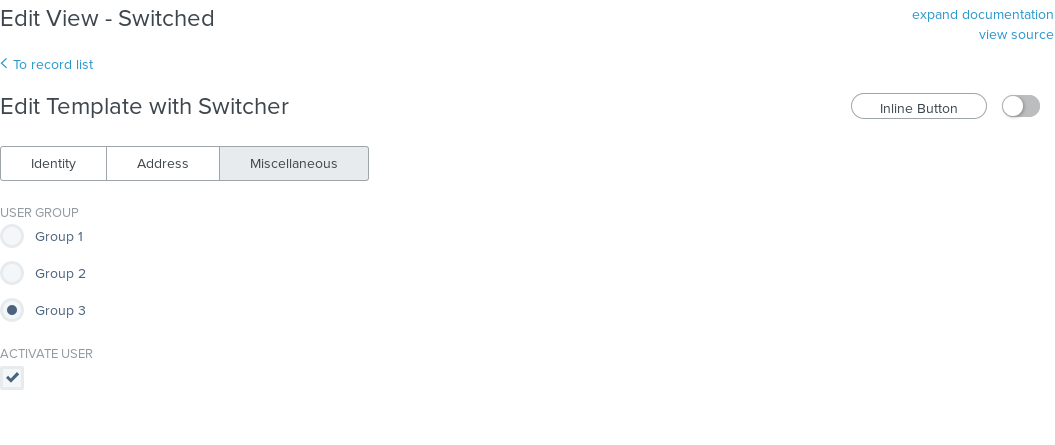 Edit View - Switched
expand documentation
view source
To record list
Edit Template with Switcher
Inline Button
Identity
Address
Miscellaneous
USER GROUP
Group 1
Group 2
Group 3
ACTIVATE USER